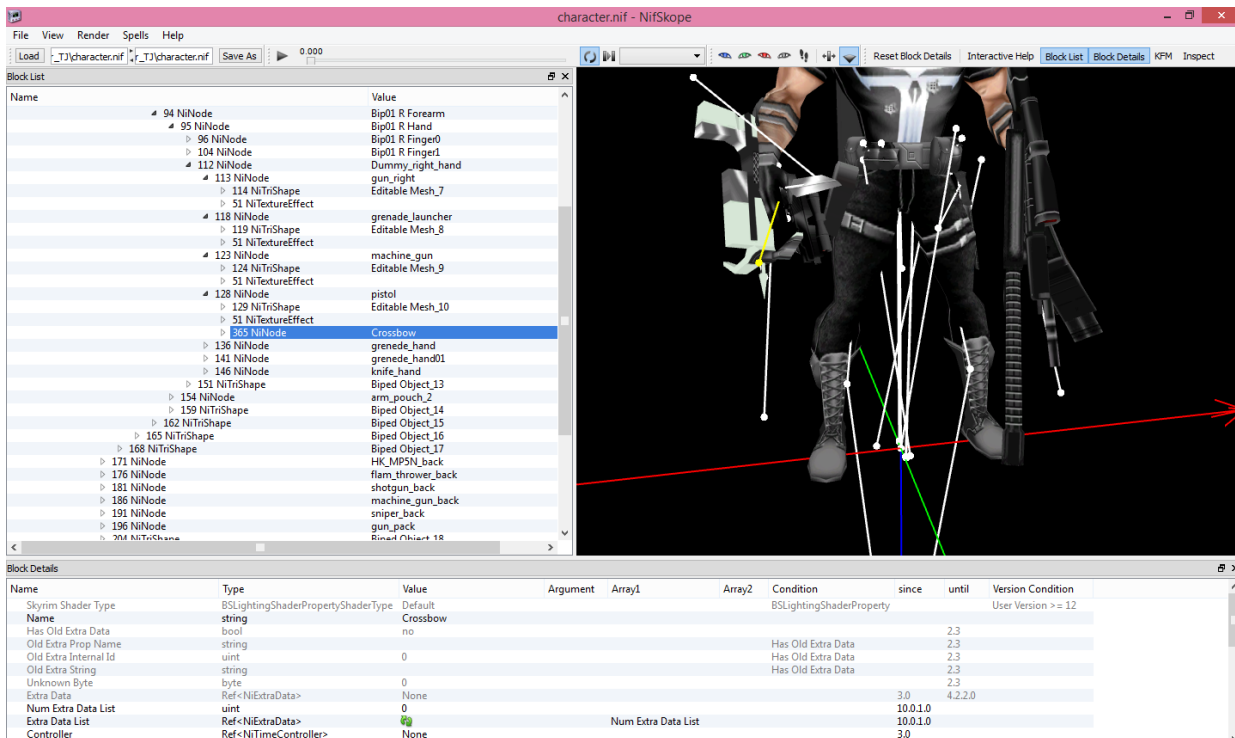 character.nif - NifSkope
File View Render Spells Help
Load r_TJ\character.nif r_TJ\character.nif Save As 0.000 Reset Block Details Interactive Help Block List Block Details KFM Inspect
Block List
Name Value
94 NiNode Bip01 R Forearm
95 NiNode Bip01 R Hand
96 NiNode Bip01 R Finger0
104 NiNode Bip01 R Finger1
112 NiNode Dummy_right_hand
113 NiNode gun_right
114 NiTriShape Editable Mesh_7
51 NiTextureEffect
118 NiNode grenade_launcher
119 NiTriShape Editable Mesh_8
51 NiTextureEffect
123 NiNode machine_gun
124 NiTriShape Editable Mesh_9
51 NiTextureEffect
128 NiNode pistol
129 NiTriShape Editable Mesh_10
51 NiTextureEffect
365 NiNode Crossbow
136 NiNode grenede_hand
141 NiNode grenede_hand01
146 NiNode knife_hand
151 NiTriShape Biped Object_13
154 NiNode arm_pouch_2
159 NiTriShape Biped Object_14
162 NiTriShape Biped Object_15
165 NiTriShape Biped Object_16
168 NiTriShape Biped Object_17
171 NiNode HK_MP5N_back
176 NiNode flam_thrower_back
181 NiNode shotgun_back
186 NiNode machine_gun_back
191 NiNode sniper_back
196 NiNode gun_pack
204 NiTriShape Biped Object_18
Block Details
Name Type Value Argument Array1 Array2 Condition since until Version Condition
Skyrim Shader Type BSLightingShaderPropertyShaderType Default BSLightingShaderProperty User Version >= 12
Name string Crossbow
Has Old Extra Data bool no 2.3
Old Extra Prop Name string Has Old Extra Data 2.3
Old Extra Internal Id uint 0 Has Old Extra Data 2.3
Old Extra String string Has Old Extra Data 2.3
Unknown Byte byte 0 2.3
Extra Data Ref<NiExtraData> None 3.0 4.2.2.0
Num Extra Data List uint 0 10.0.1.0
Extra Data List Ref<NiExtraData> Num Extra Data List 10.0.1.0
Controller Ref<NiTimeController> None 3.0